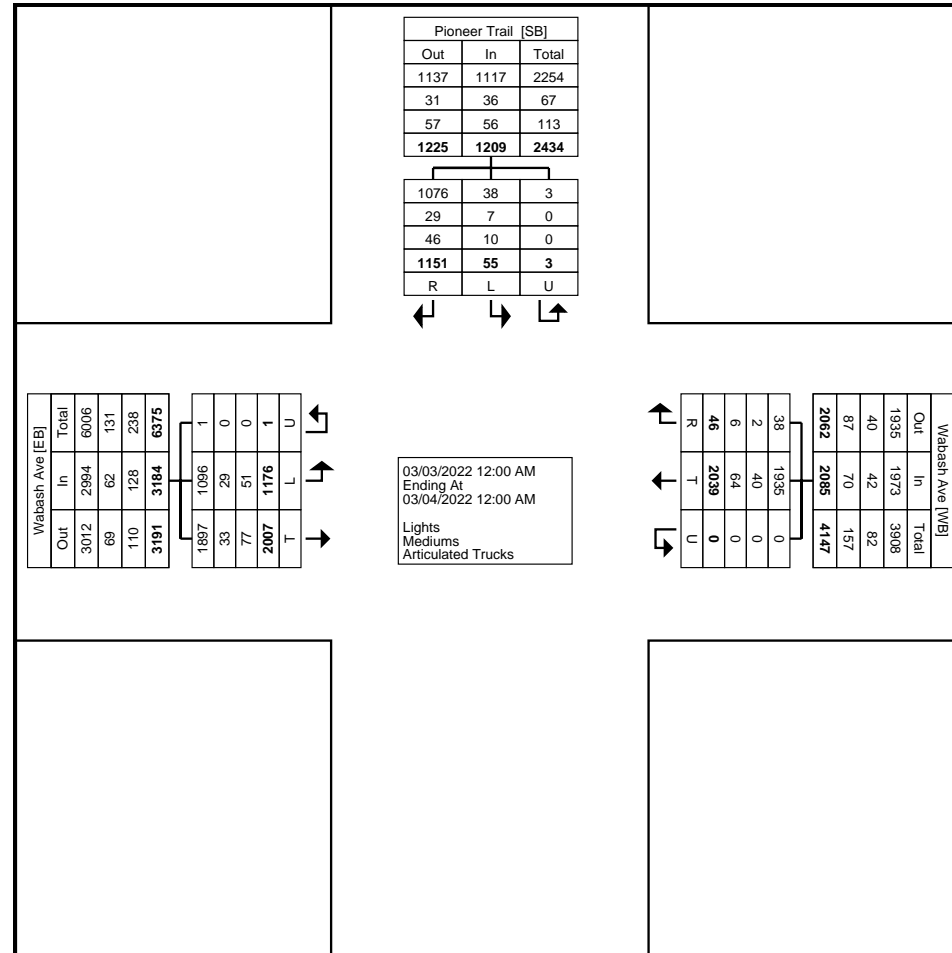 Pioneer Trail [SB]
Out In Total
1137 1117 2254
31 36 67
57 56 113
1225 1209 2434
1076 38 3
29 7 0
46 10 0
1151 55 3
R L U
Wabash Ave [EB]
Total In Out
6006 2994 3012
131 62 69
238 128 110
6375 3184 3191
1 1096 1897
0 29 33
0 51 77
1 1176 2007
U L T
03/03/2022 12:00 AM
Ending At
03/04/2022 12:00 AM
Lights
Mediums
Articulated Trucks
Wabash Ave [WB]
Out In Total
1935 1973 3908
40 42 82
87 70 157
2062 2085 4147
38 1935 0
2 40 0
6 64 0
46 2039 0
R T U